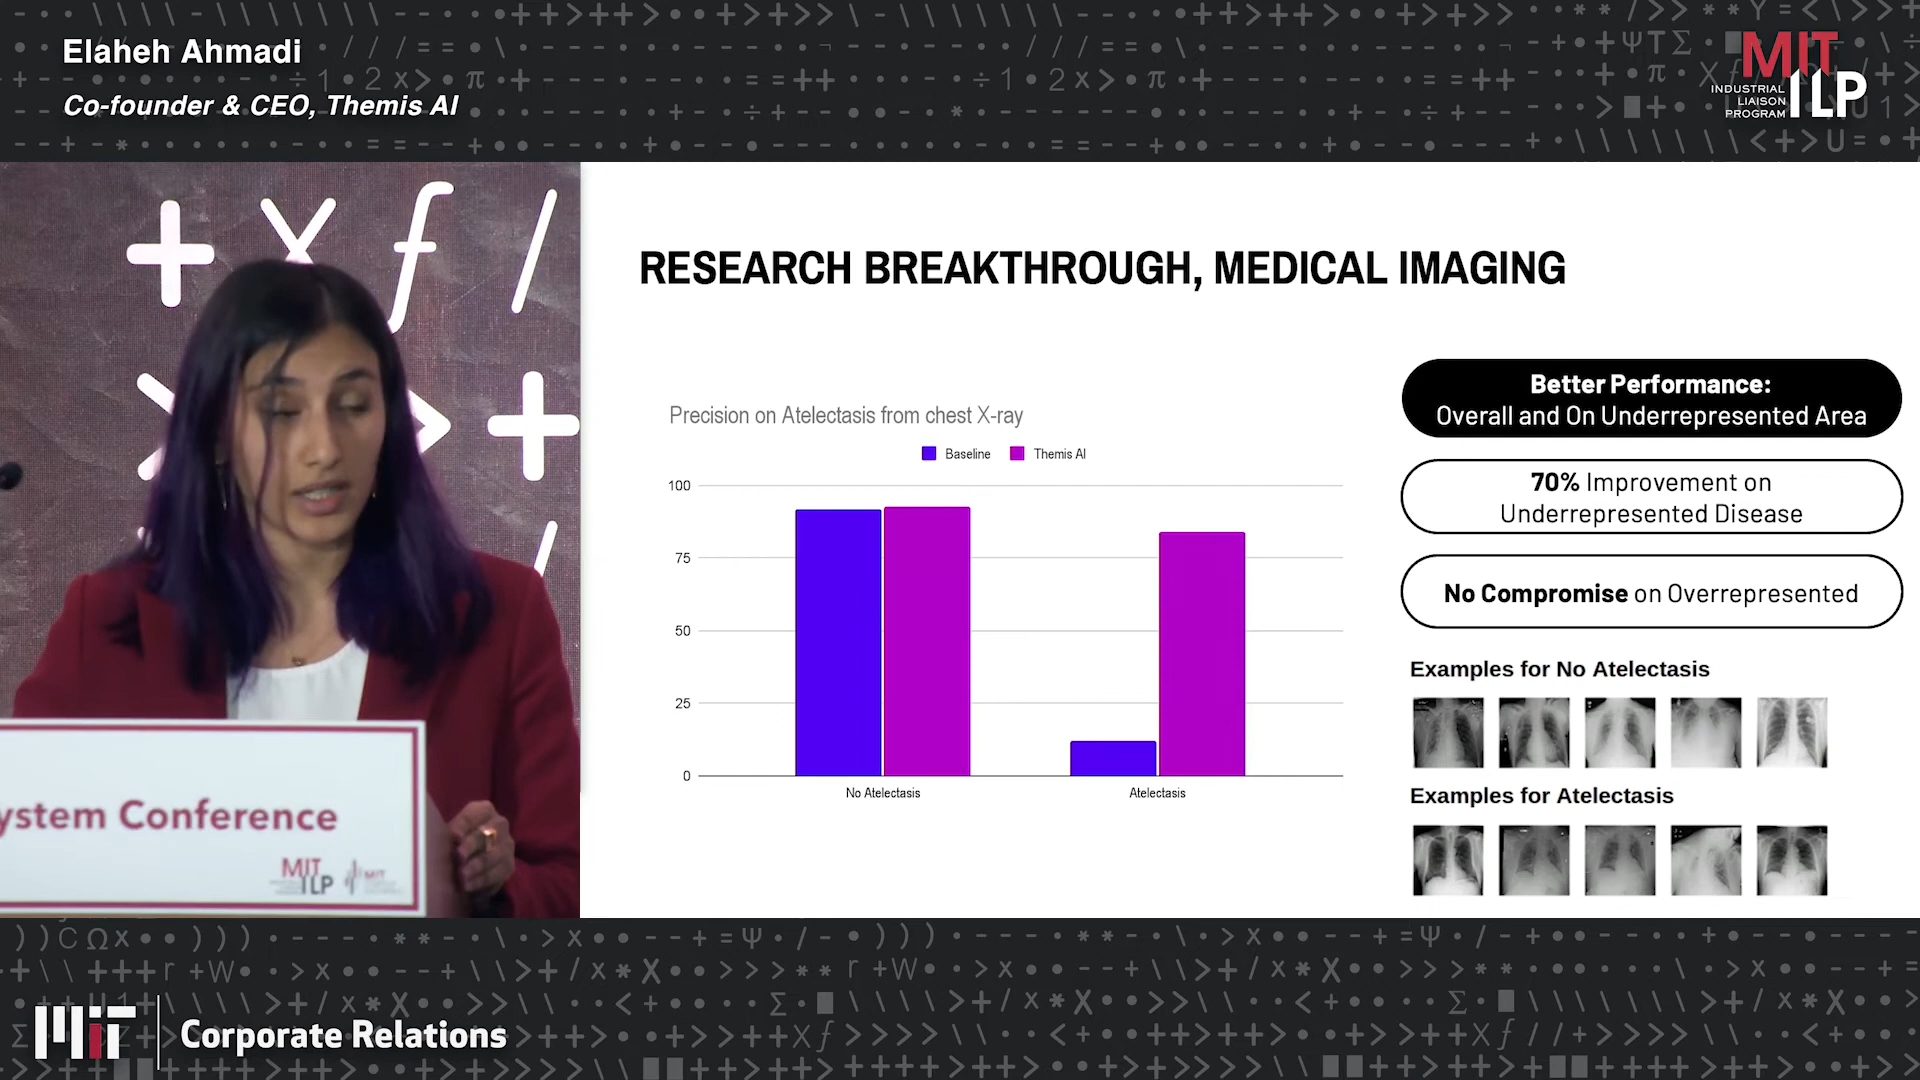 Elaheh Ahmadi
Co-founder & CEO, Themis AI
MIT
ILP
INDUSTRIAL
LIAISON
PROGRAM
RESEARCH BREAKTHROUGH, MEDICAL IMAGING
Precision on Atelectasis from chest X-ray
Baseline
Themis AI
100
75
50
25
0
No Atelectasis
Atelectasis
Better Performance:
Overall and On Underrepresented Area
70% Improvement on
Underrepresented Disease
No Compromise on Overrepresented
Examples for No Atelectasis
Examples for Atelectasis
ystem Conference
MIT
ILP
MIT
MIT
Corporate Relations